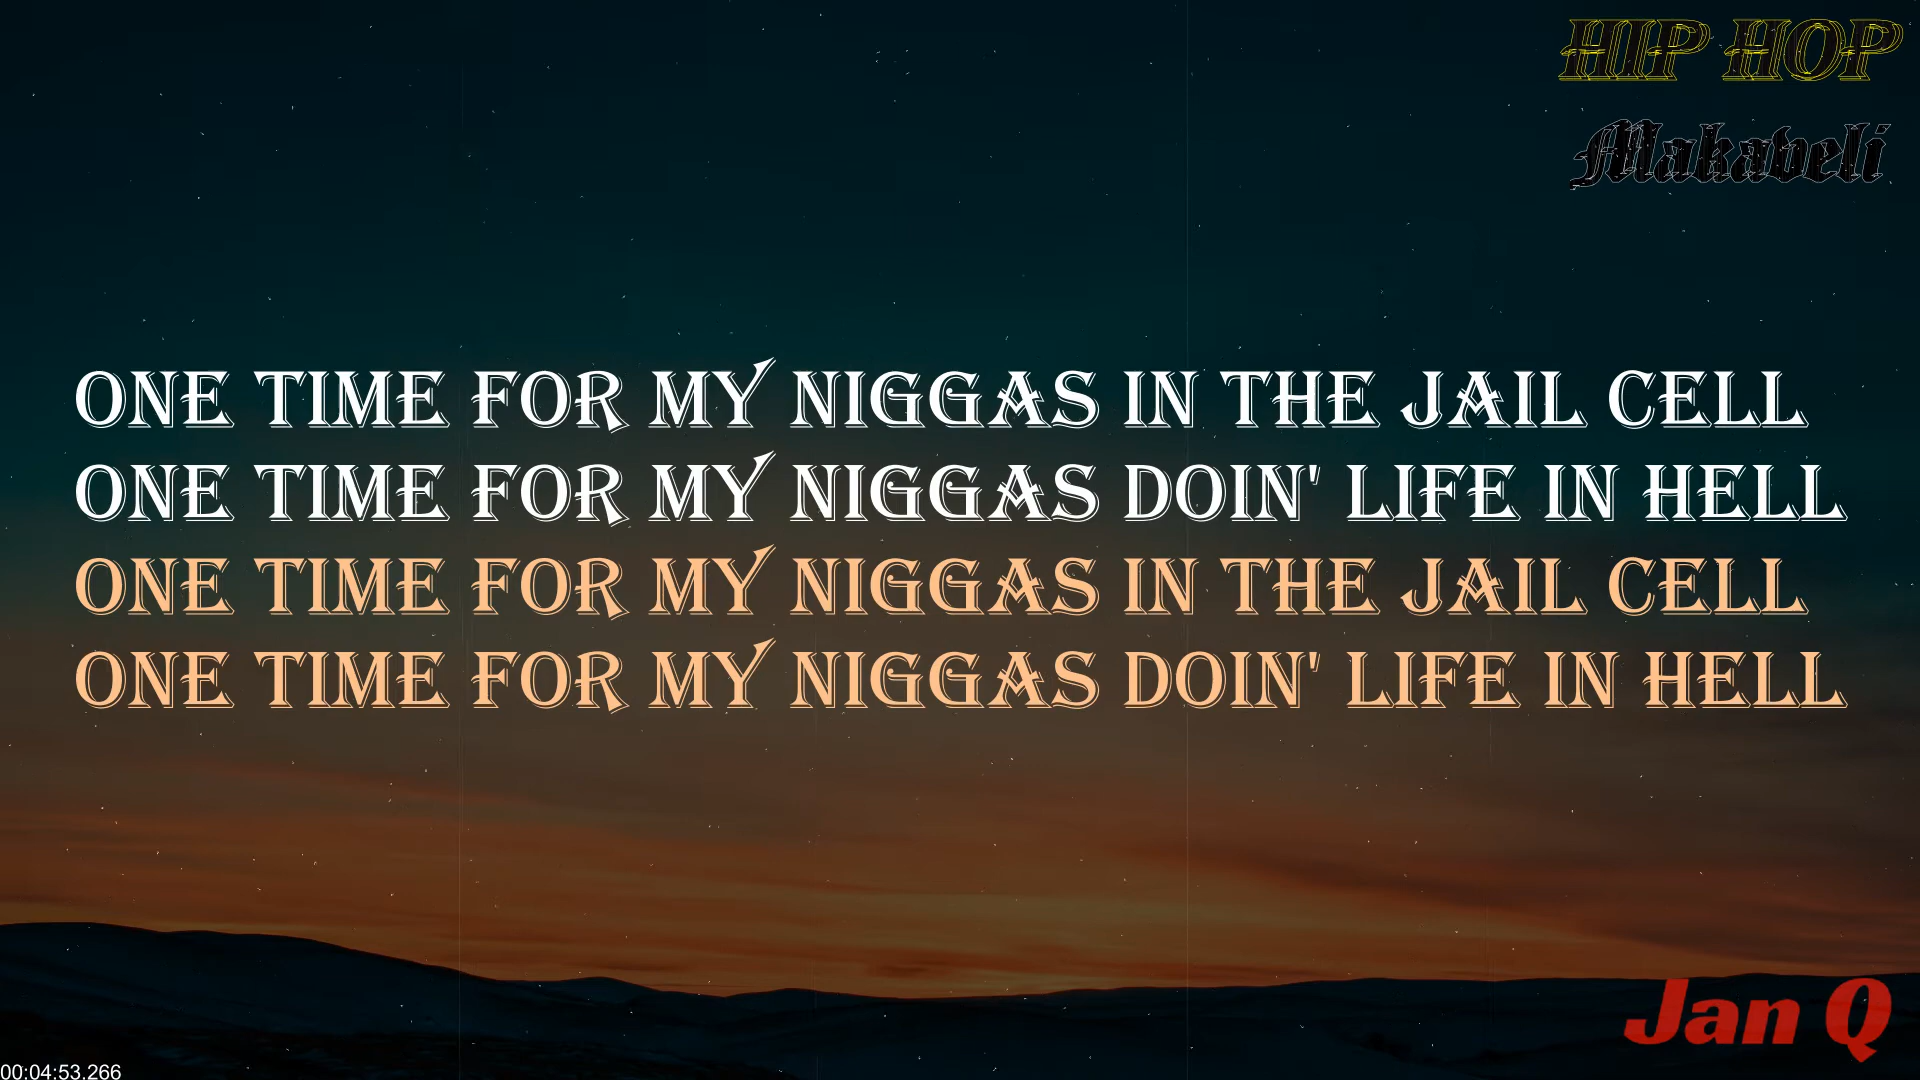 HIP HOP
Makaveli
ONE TIME FOR MY NIGGAS IN THE JAIL CELL
ONE TIME FOR MY NIGGAS DOIN' LIFE IN HELL
ONE TIME FOR MY NIGGAS IN THE JAIL CELL
ONE TIME FOR MY NIGGAS DOIN' LIFE IN HELL
Jan Q
00:04:53.266